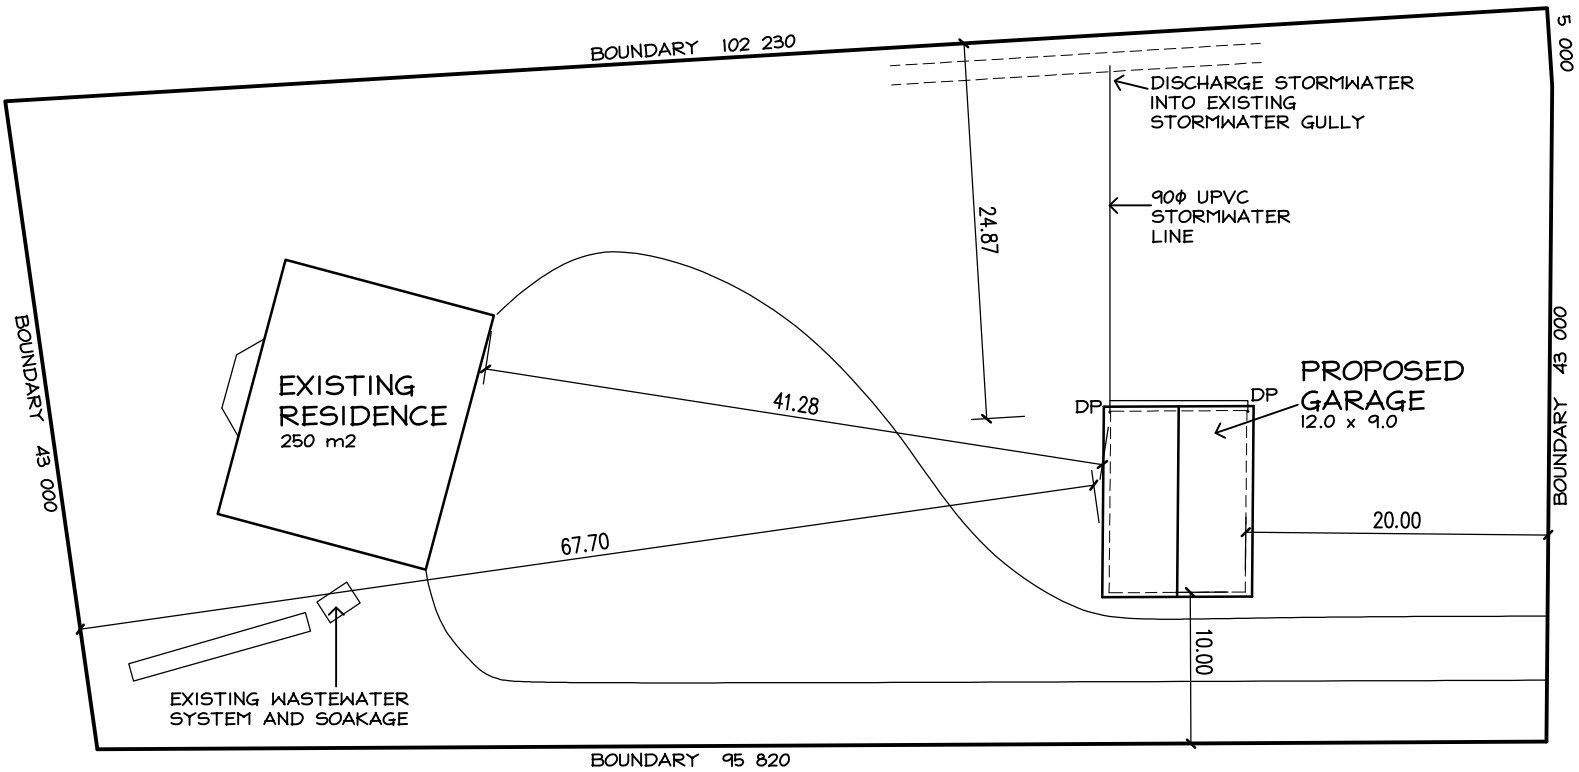 BOUNDARY 102 230
5 000
DISCHARGE STORMWATER
INTO EXISTING
STORMWATER GULLY
90φ UPVC
STORMWATER
LINE
24.87
BOUNDARY 43 000
EXISTING
RESIDENCE
250 m2
41.28
DP
DP
PROPOSED
GARAGE
12.0 x 9.0
BOUNDARY 43 000
67.70
20.00
10.00
EXISTING WASTEWATER
SYSTEM AND SOAKAGE
BOUNDARY 95 820